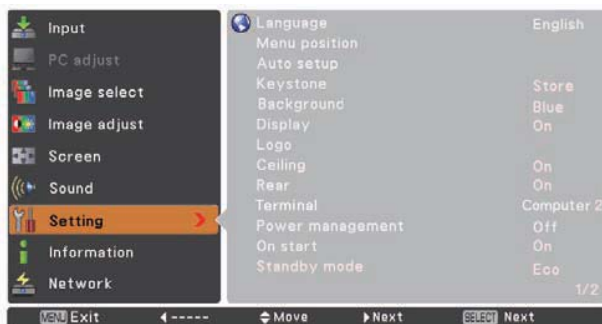 Input
PC adjust
Image select
Image adjust
Screen
Sound
Setting
Information
Network
Language English
Menu position
Auto setup
Keystone Store
Background Blue
Display On
Logo
Ceiling On
Rear On
Terminal Computer 2
Power management Off
On start On
Standby mode Eco
1/2
MENU Exit ----- Move Next SELECT Next